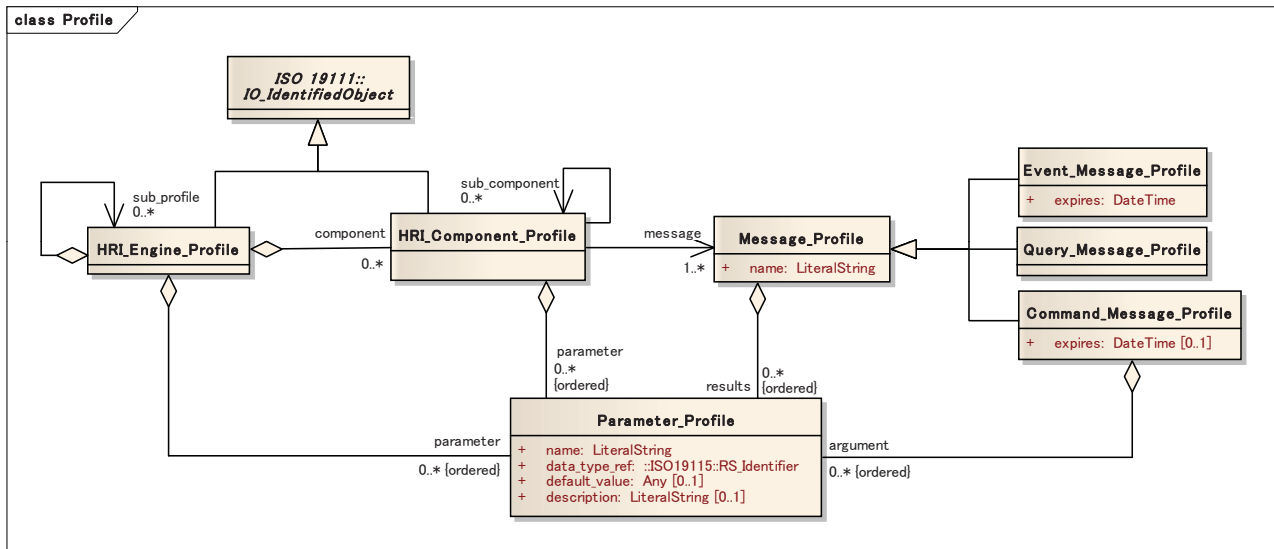 class Profile
ISO 19111::
IO_IdentifiedObject
sub_profile
0..*
HRI_Engine_Profile
component
0..*
sub_component
0..*
HRI_Component_Profile
message
1..*
Message_Profile
+ name: LiteralString
Event_Message_Profile
+ expires: DateTime
Query_Message_Profile
Command_Message_Profile
+ expires: DateTime [0..1]
parameter
0..*
{ordered}
results
0..*
{ordered}
parameter
0..* {ordered}
Parameter_Profile
+ name: LiteralString
+ data_type_ref: ::ISO19115::RS_Identifier
+ default_value: Any [0..1]
+ description: LiteralString [0..1]
argument
0..* {ordered}